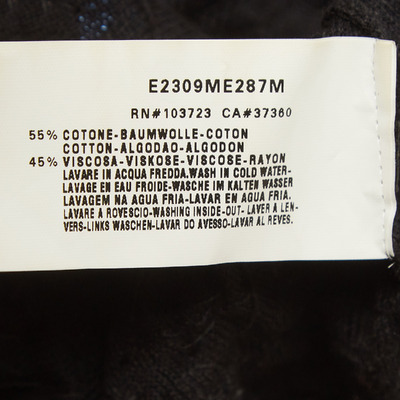 E2309ME287M
RN#103723 CA#37360
55% COTONE-BAUMWOLLE-COTON
COTTON-ALGODAO-ALGODON
45% VISCOSA-VISKOSE-VISCOSE-RAYON
LAVARE IN ACQUA FREDDA.WASH IN COLD WATER-
LAVAGE EN EAU FROIDE-WASCHE IM KALTEN WASSER
LAVAGEM NA AGUA FRIA-LAVAR EN AGUA FRIA.
LAVARE A ROVESCIO-WASHING INSIDE-OUT- LAVER A LEN-
VERS-LINKS WASCHEN-LAVAR DO AVESSO-LAVAR AL REVES.